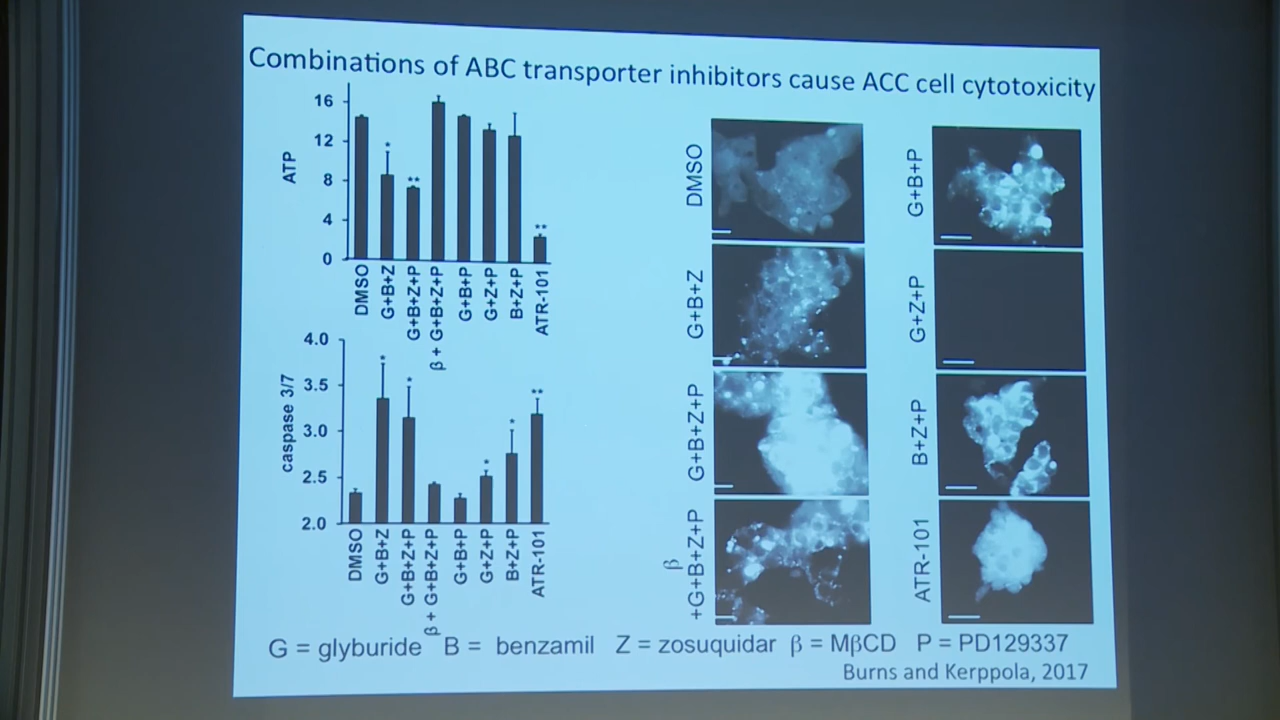 Combinations of ABC transporter inhibitors cause ACC cell cytotoxicity
ATP
16
12
8
4
0
DMSO
G+B+Z
G+B+Z+P
β + G+B+Z+P
G+B+P
G+Z+P
B+Z+P
ATR-101
caspase 3/7
4.0
3.5
3.0
2.5
2.0
DMSO
G+B+Z
G+B+Z+P
β + G+B+Z+P
G+B+P
G+Z+P
B+Z+P
ATR-101
DMSO
G+B+Z
G+B+Z+P
β
+G+B+Z+P
G+B+P
G+Z+P
B+Z+P
ATR-101
G = glyburide B = benzamil Z = zosuquidar β = MβCD P = PD129337
Burns and Kerppola, 2017